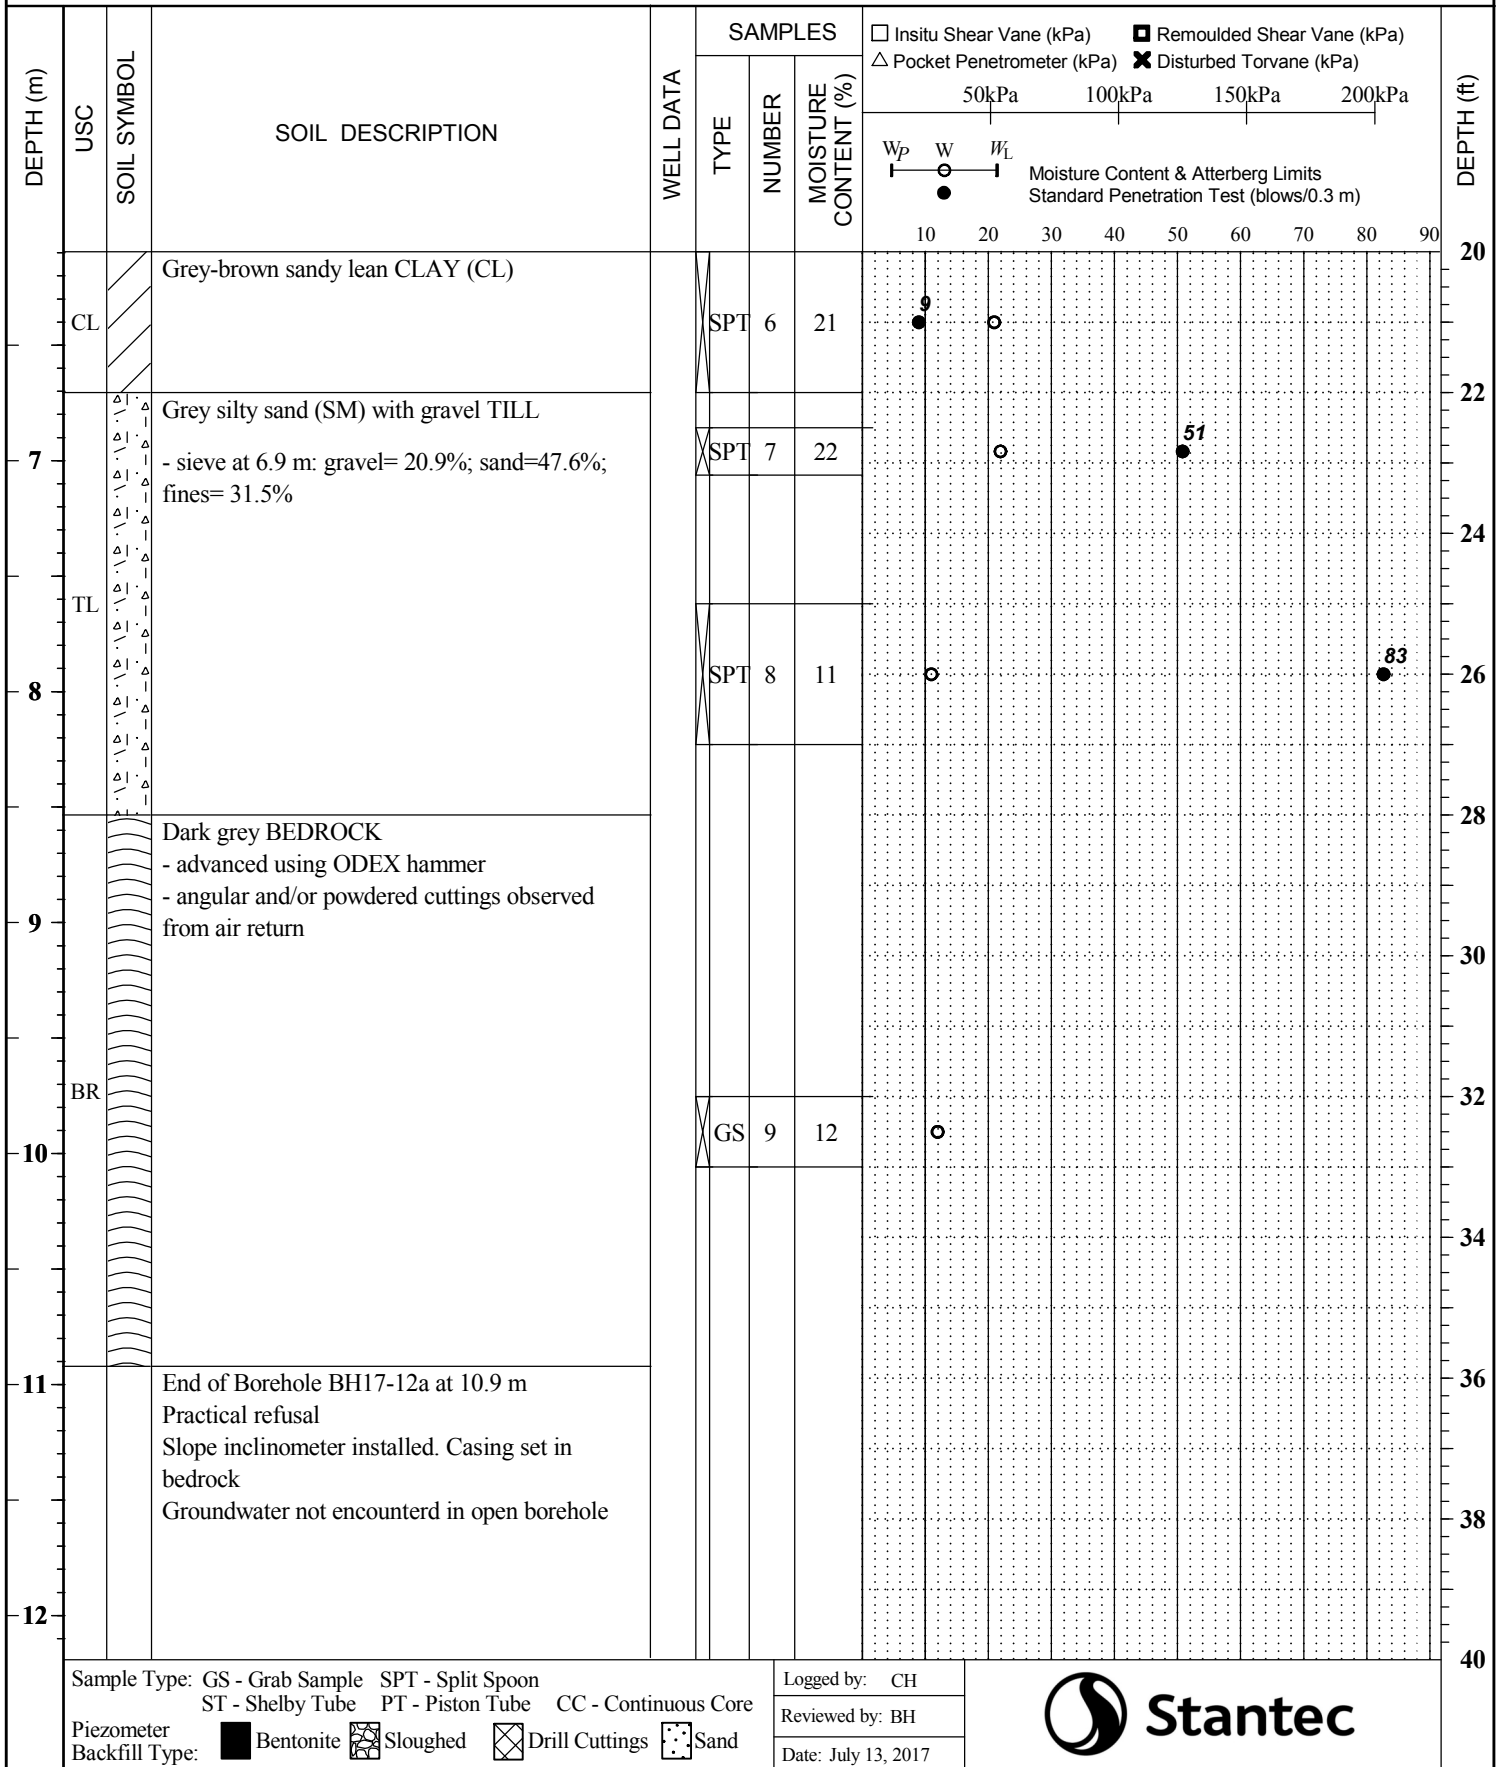 DEPTH (m)
USC
SOIL SYMBOL
SOIL DESCRIPTION
WELL DATA
SAMPLES
TYPE
NUMBER
MOISTURE
CONTENT (%)
Insitu Shear Vane (kPa) Remoulded Shear Vane (kPa)
Pocket Penetrometer (kPa) Disturbed Torvane (kPa)
50kPa 100kPa 150kPa 200kPa
WP W WL
Moisture Content & Atterberg Limits
Standard Penetration Test (blows/0.3 m)
10 20 30 40 50 60 70 80 90
DEPTH (ft)
20
Grey-brown sandy lean CLAY (CL)
9
CL SPT 6 21
22
Grey silty sand (SM) with gravel TILL
51
7 - sieve at 6.9 m: gravel= 20.9%; sand=47.6%; SPT 7 22
fines= 31.5%
24
TL
83
8 SPT 8 11 26
28
Dark grey BEDROCK
- advanced using ODEX hammer
- angular and/or powdered cuttings observed
9 from air return
30
BR 32
10 GS 9 12
34
11 End of Borehole BH17-12a at 10.9 m 36
Practical refusal
Slope inclinometer installed. Casing set in
bedrock
Groundwater not encounterd in open borehole 38
12
40
Sample Type: GS - Grab Sample SPT - Split Spoon
ST - Shelby Tube PT - Piston Tube CC - Continuous Core
Piezometer
Backfill Type: Bentonite Sloughed Drill Cuttings Sand
Logged by: CH
Reviewed by: BH
Date: July 13, 2017
Stantec